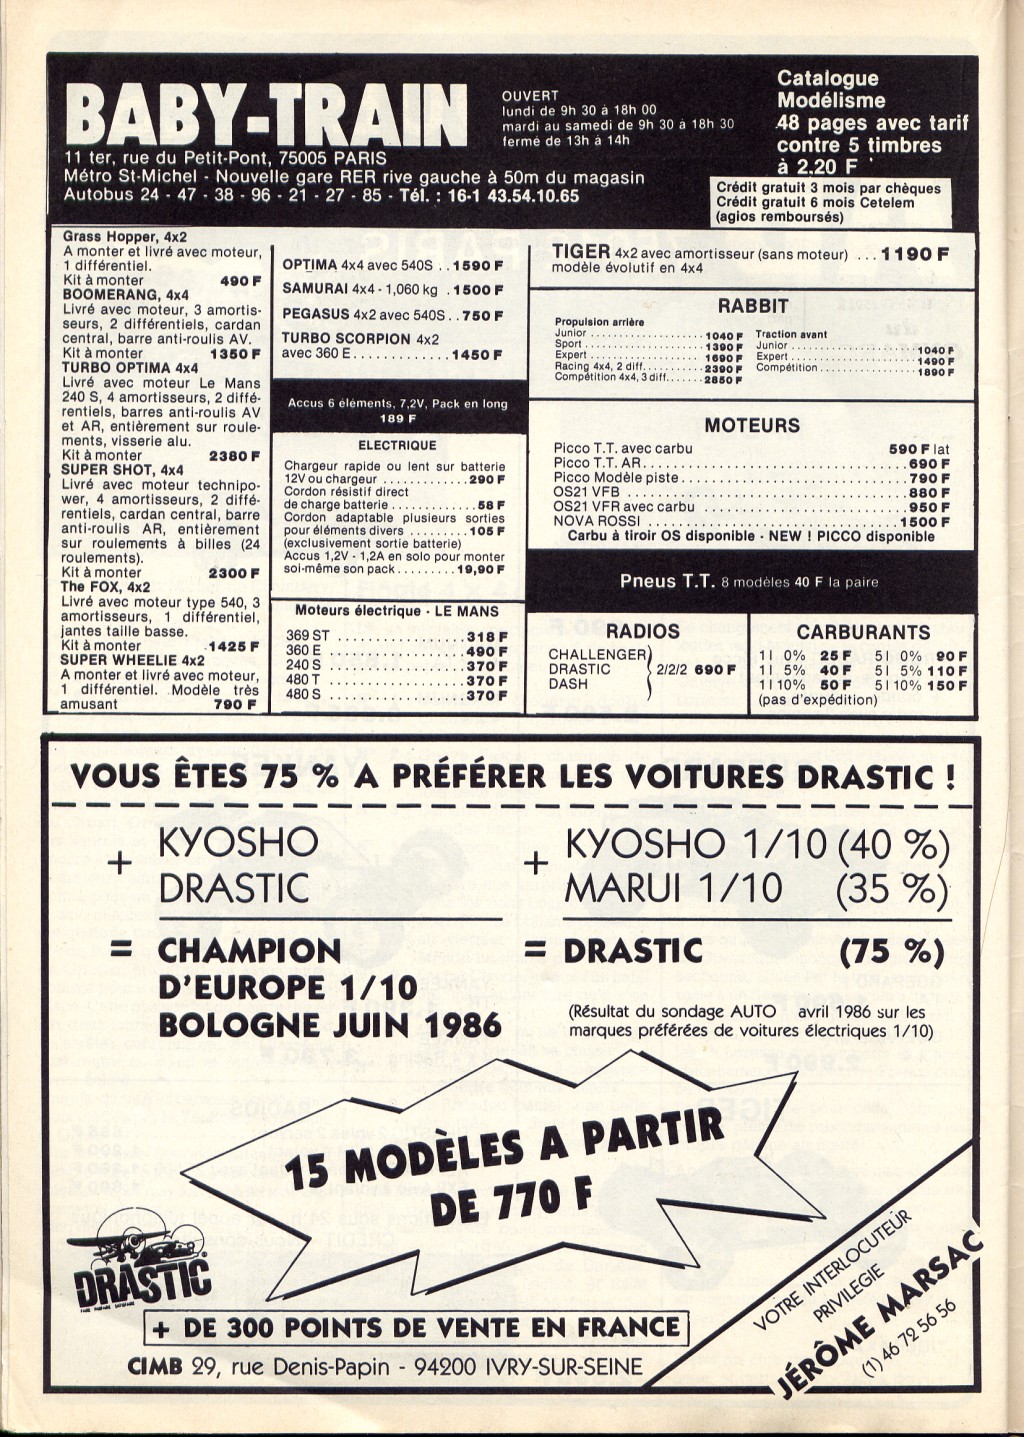 BABY-TRAIN
11 ter, rue du Petit-Pont, 75005 PARIS
Métro St-Michel - Nouvelle gare RER rive gauche à 50m du magasin
Autobus 24 - 47 - 38 - 96 - 21 - 27 - 85 - Tél. : 16-1 43.54.10.65
OUVERT
lundi de 9h 30 à 18h 00
mardi au samedi de 9h 30 à 18h 30
fermé de 13h à 14h
Catalogue
Modélisme
48 pages avec tarif
contre 5 timbres
à 2,20 F
Crédit gratuit 3 mois par chèques
Crédit gratuit 6 mois Cetelem
(agios remboursés)
Grass Hopper, 4x2
A monter et livré avec moteur,
1 différentiel.
Kit à monter 490 F
BOOMERANG, 4x4
Livré avec moteur, 3 amortis-
seurs, 2 différentiels, cardan
central, barre anti-roulis AV.
Kit à monter 1350 F
TURBO OPTIMA 4x4
Livré avec moteur Le Mans
240 S, 4 amortisseurs, 2 diffé-
rentiels, barres anti-roulis AV
et AR, entièrement sur roule-
ments, visserie alu.
Kit à monter 2380 F
SUPER SHOT, 4x4
Livré avec moteur technipo-
wer, 4 amortisseurs, 2 diffé-
rentiels, cardan central, barre
anti-roulis AR, entièrement
sur roulements à billes (24
roulements).
Kit à monter 2300 F
The FOX, 4x2
Livré avec moteur type 540, 3
amortisseurs, 1 différentiel,
jantes taille basse.
Kit à monter 1425 F
SUPER WHEELIE 4x2
A monter et livré avec moteur,
1 différentiel. Modèle très
amusant 790 F
OPTIMA 4x4 avec 540S . . 1590 F
SAMURAI 4x4 - 1,060 kg . 1500 F
PEGASUS 4x2 avec 540S . . 750 F
TURBO SCORPION 4x2
avec 360 E . . . . . . . . . . . . 1450 F
Accus 6 éléments, 7,2V, Pack en long
189 F
ELECTRIQUE
Chargeur rapide ou lent sur batterie
12V ou chargeur . . . . . . . . . . . 290 F
Cordon résistif direct
de charge batterie . . . . . . . . . . . 58 F
Cordon adaptable plusieurs sorties
pour éléments divers . . . . . . . . 105 F
(exclusivement sortie batterie)
Accus 1,2V - 1,2A en solo pour monter
soi-même son pack . . . . . . . . 19,90 F
Moteurs électrique - LE MANS
369 ST . . . . . . . . . . . . . . . 318 F
360 E . . . . . . . . . . . . . . . . 490 F
240 S . . . . . . . . . . . . . . . . 370 F
480 T . . . . . . . . . . . . . . . . 370 F
480 S . . . . . . . . . . . . . . . . 370 F
TIGER 4x2 avec amortisseur (sans moteur) . . . 1190 F
modèle évolutif en 4x4
RABBIT
Propulsion arrière
Junior . . . . . . . . . . . . . . . . 1040 F
Sport . . . . . . . . . . . . . . . . 1390 F
Expert . . . . . . . . . . . . . . . 1690 F
Racing 4x4, 2 diff. . . . . . . . . 2390 F
Compétition 4x4, 3 diff. . . . . . 2850 F
Traction avant
Junior . . . . . . . . . . . . . . . . 1040 F
Expert . . . . . . . . . . . . . . . 1490 F
Compétition . . . . . . . . . . . . 1890 F
MOTEURS
Picco T.T. avec carbu 590 F lat
Picco T.T. AR . . . . . . . . . . . . . . . . . . . . 690 F
Picco Modèle piste . . . . . . . . . . . . . . . . 790 F
OS21 VFB . . . . . . . . . . . . . . . . . . . . . 880 F
OS21 VFR avec carbu . . . . . . . . . . . . . . 950 F
NOVA ROSSI . . . . . . . . . . . . . . . . . . . 1500 F
Carbu à tiroir OS disponible - NEW ! PICCO disponible
Pneus T.T. 8 modèles 40 F la paire
RADIOS
CHALLENGER
DRASTIC 2/2/2 690 F
DASH
CARBURANTS
1 l 0% 25 F 5 l 0% 90 F
1 l 5% 40 F 5 l 5% 110 F
1 l 10% 50 F 5 l 10% 150 F
(pas d'expédition)
VOUS ÊTES 75 % A PRÉFÉRER LES VOITURES DRASTIC !
+ KYOSHO
DRASTIC
= CHAMPION
D'EUROPE 1/10
BOLOGNE JUIN 1986
+ KYOSHO 1/10 (40 %)
MARUI 1/10 (35 %)
= DRASTIC (75 %)
(Résultat du sondage AUTO avril 1986 sur les
marques préférées de voitures électriques 1/10)
15 MODÈLES A PARTIR
DE 770 F
DRASTIC
+ DE 300 POINTS DE VENTE EN FRANCE
CIMB 29, rue Denis-Papin - 94200 IVRY-SUR-SEINE
VOTRE INTERLOCUTEUR
PRIVILEGIE
JÉRÔME MARSAC
(1) 46 72 56 56